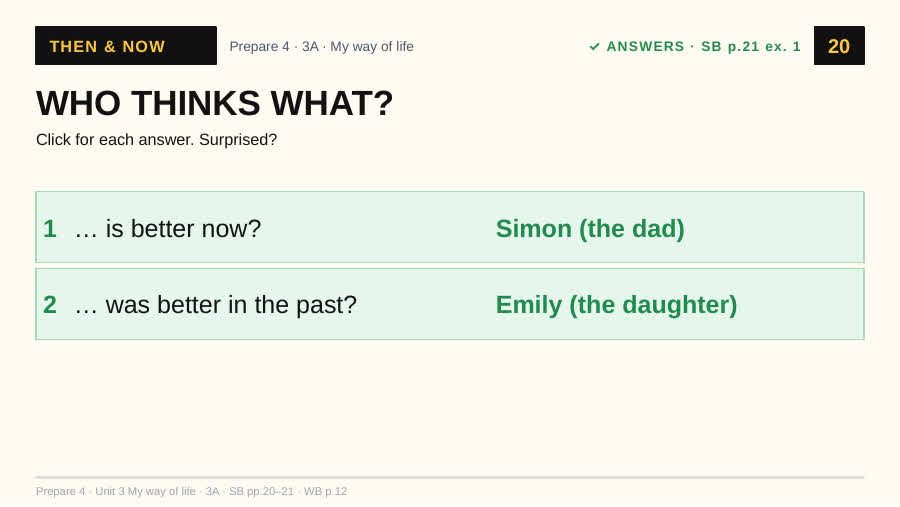 THEN & NOW
Prepare 4 · 3A · My way of life
✓ ANSWERS · SB p.21 ex. 1
20
WHO THINKS WHAT?
Click for each answer. Surprised?
1 … is better now? Simon (the dad)
2 … was better in the past? Emily (the daughter)
Prepare 4 · Unit 3 My way of life · 3A · SB pp.20–21 · WB p.12